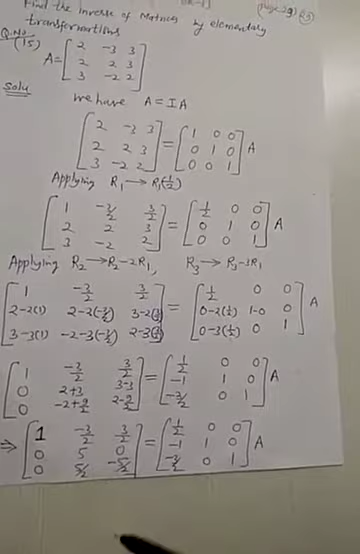 Find the inverse of Matrices by elementary
transformations (page 29) (23)
Q.No. (15)
A = [2 -3 3
2 2 3
3 -2 2]
Solu
we have A = IA
[2 -3 3
2 2 3
3 -2 2] = [1 0 0
0 1 0
0 0 1] A
Applying R1 → R1(1/2)
[1 -3/2 3/2
2 2 3
3 -2 2] = [1/2 0 0
0 1 0
0 0 1] A
Applying R2 → R2-2R1, R3 → R3-3R1
[1 -3/2 3/2
2-2(1) 2-2(-3/2) 3-2(3/2)
3-3(1) -2-3(-3/2) 2-3(3/2)] = [1/2 0 0
0-2(1/2) 1-0 0
0-3(1/2) 0 1] A
[1 -3/2 3/2
0 2+3 3-3
0 -2+9/2 2-9/2] = [1/2 0 0
-1 1 0
-3/2 0 1] A
⇒ [1 -3/2 3/2
0 5 0
0 5/2 -5/2] = [1/2 0 0
-1 1 0
-3/2 0 1] A